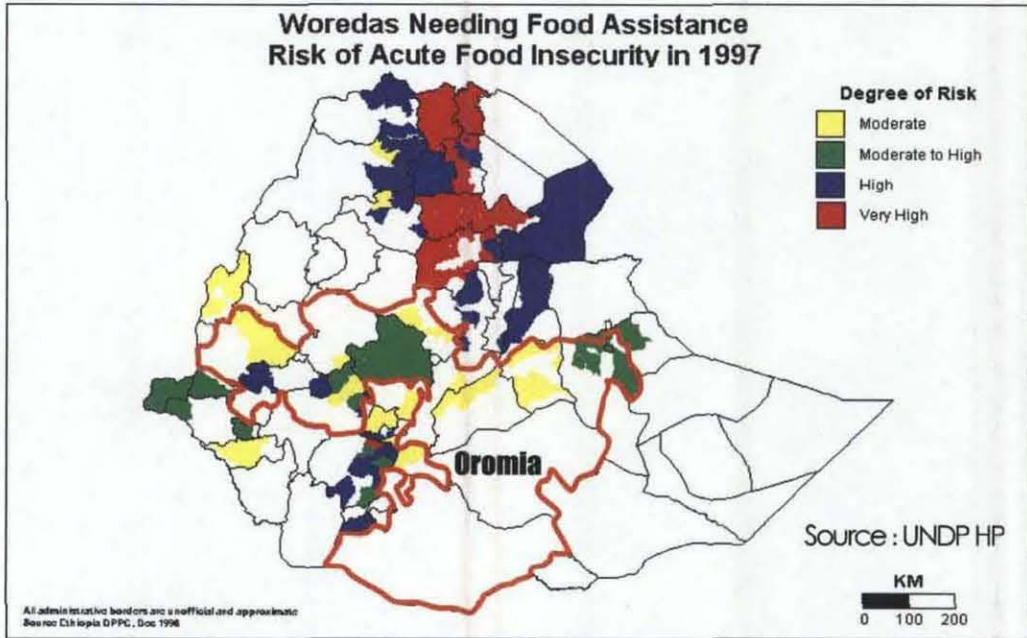 Woredas Needing Food Assistance
Risk of Acute Food Insecurity in 1997
Degree of Risk
Moderate
Moderate to High
High
Very High
Oromia
Source : UNDP HP
KM
0 100 200
All administrative borders are unofficial and approximate
Source Ethiopia DPPC, Dec 1996